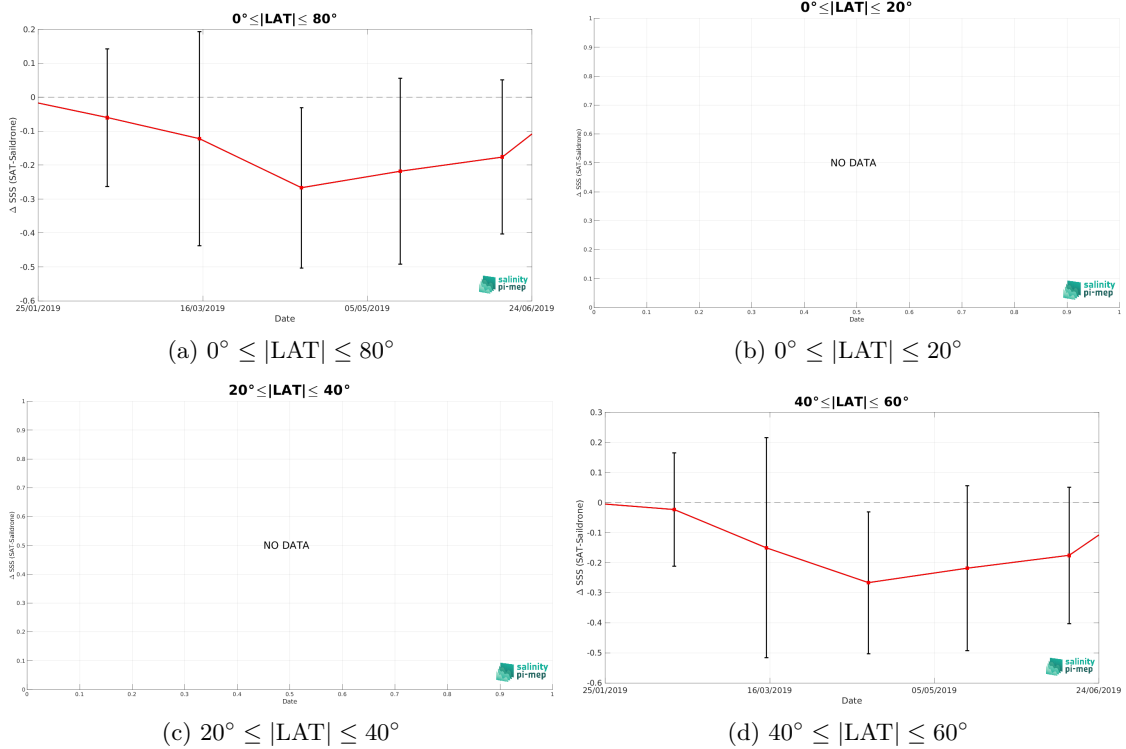 0°≤|LAT|≤ 80°
0.2
0.1
0
-0.1
-0.2
-0.3
-0.4
-0.5
-0.6
Δ SSS (SAT-Saildrone)
25/01/2019 16/03/2019 05/05/2019 24/06/2019
Date
salinity
pi-mep
(a) 0° ≤ |LAT| ≤ 80°
0°≤|LAT|≤ 20°
1
0.9
0.8
0.7
0.6
0.5
0.4
0.3
0.2
0.1
0
Δ SSS (SAT-Saildrone)
NO DATA
0 0.1 0.2 0.3 0.4 0.5 0.6 0.7 0.8 0.9 1
Date
salinity
pi-mep
(b) 0° ≤ |LAT| ≤ 20°
20°≤|LAT|≤ 40°
1
0.9
0.8
0.7
0.6
0.5
0.4
0.3
0.2
0.1
0
Δ SSS (SAT-Saildrone)
NO DATA
0 0.1 0.2 0.3 0.4 0.5 0.6 0.7 0.8 0.9 1
Date
salinity
pi-mep
(c) 20° ≤ |LAT| ≤ 40°
40°≤|LAT|≤ 60°
0.3
0.2
0.1
0
-0.1
-0.2
-0.3
-0.4
-0.5
-0.6
Δ SSS (SAT-Saildrone)
25/01/2019 16/03/2019 05/05/2019 24/06/2019
Date
salinity
pi-mep
(d) 40° ≤ |LAT| ≤ 60°